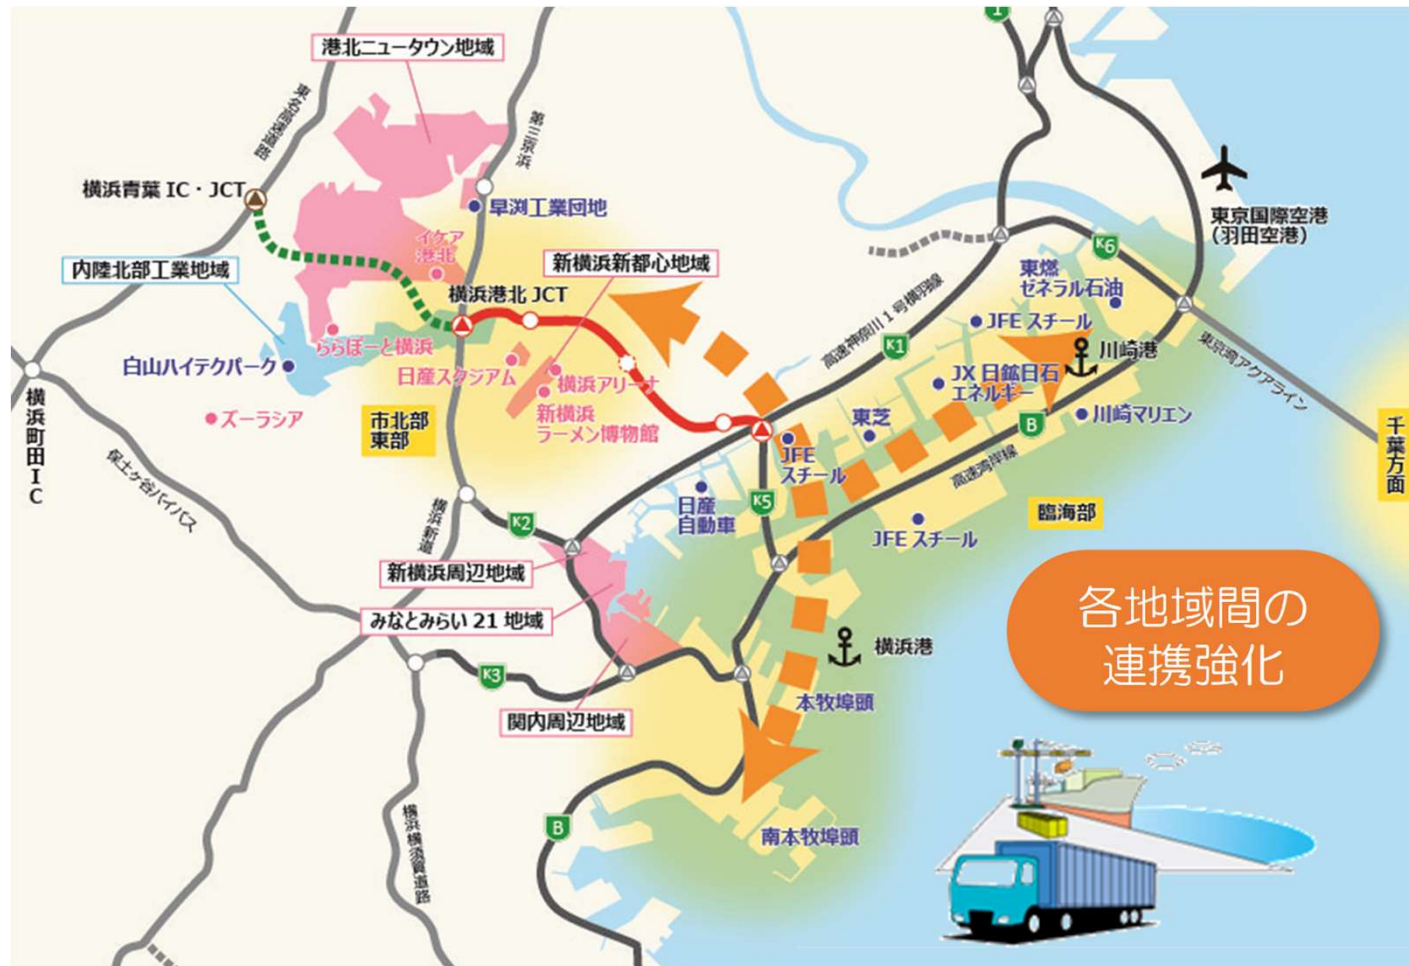 港北ニュータウン地域
1
東名高速道路
第三京浜
横浜青葉 IC・JCT
早渕工業団地
東京国際空港
（羽田空港）
イケア
港北
新横浜新都心地域
K6
内陸北部工業地域
横浜港北 JCT
東燃
ゼネラル石油
高速神奈川1号横羽線
JFE スチール
K1
東京湾アクアライン
ららぽーと横浜
川崎港
白山ハイテクパーク
日産スタジアム
横浜アリーナ
JX 日鉱日石
エネルギー
横浜町田IC
新横浜
ラーメン博物館
ズーラシア
市北部
東部
東芝
川崎マリエン
B
千葉方面
JFE
スチール
高速湾岸線
保土ヶ谷バイパス
日産
自動車
K5
横浜新道
K2
JFE スチール
臨海部
新横浜周辺地域
各地域間の
連携強化
みなとみらい 21 地域
横浜港
K3
関内周辺地域
本牧埠頭
横浜横須賀道路
B
南本牧埠頭